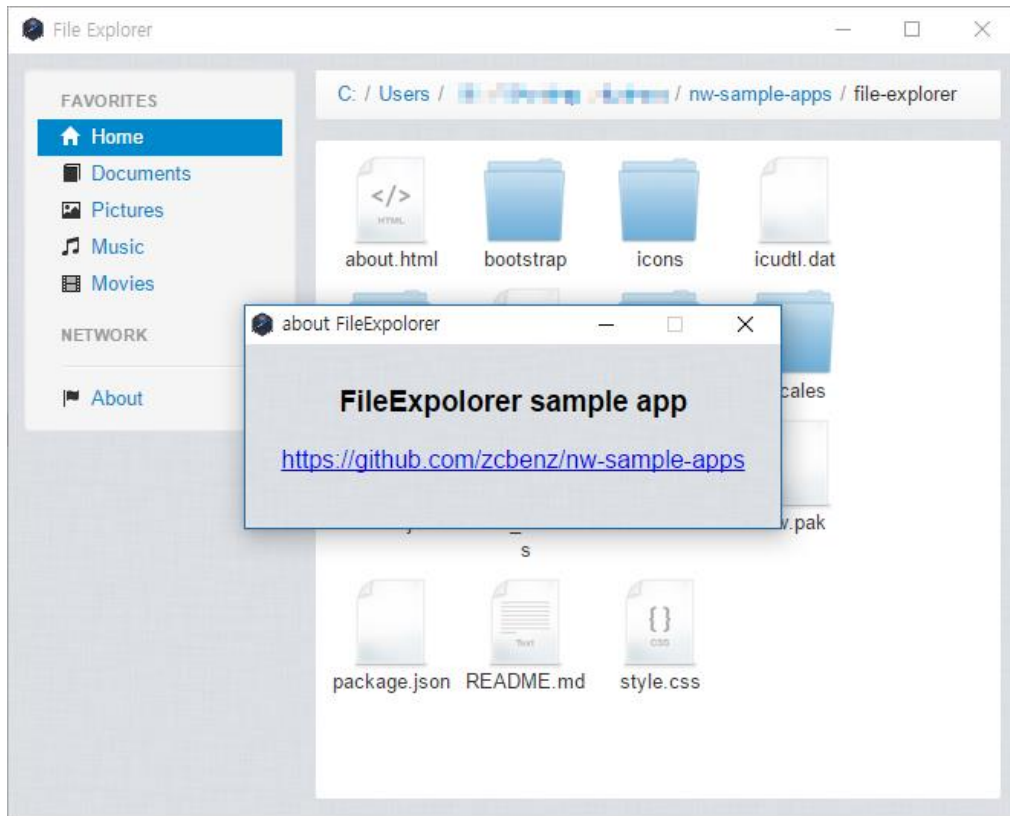 File Explorer
FAVORITES
Home
Documents
Pictures
Music
Movies
NETWORK
About
C: / Users / / nw-sample-apps / file-explorer
</>
HTML
about.html
bootstrap
icons
icudtl.dat
about FileExpolorer
FileExpolorer sample app
https://github.com/zcbenz/nw-sample-apps
cales
.pak
s
Text
{ }
CSS
package.json
README.md
style.css